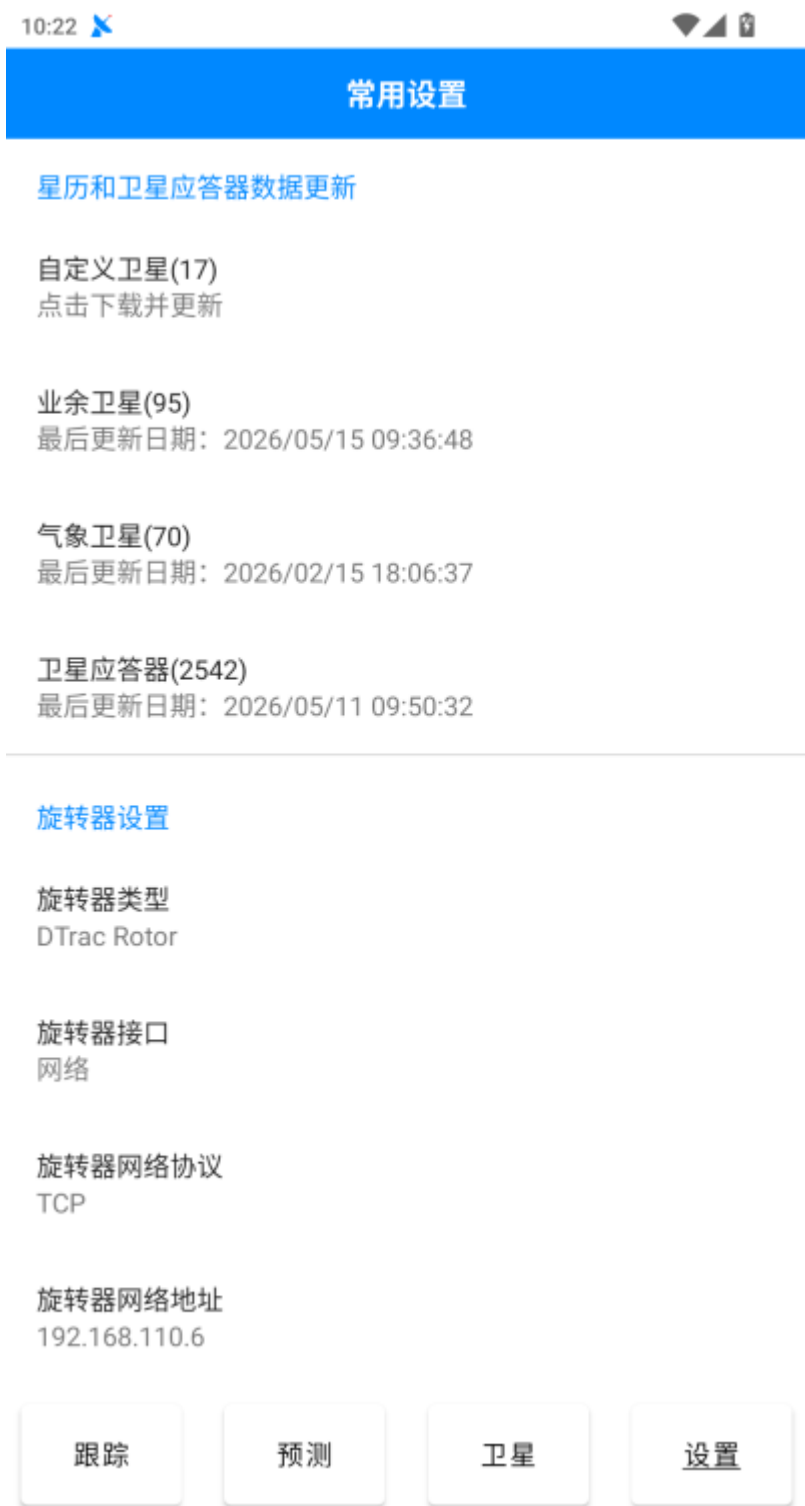 10:22
常用设置
星历和卫星应答器数据更新
自定义卫星(17)
点击下载并更新
业余卫星(95)
最后更新日期：2026/05/15 09:36:48
气象卫星(70)
最后更新日期：2026/02/15 18:06:37
卫星应答器(2542)
最后更新日期：2026/05/11 09:50:32
旋转器设置
旋转器类型
DTrac Rotor
旋转器接口
网络
旋转器网络协议
TCP
旋转器网络地址
192.168.110.6
跟踪 预测 卫星 设置